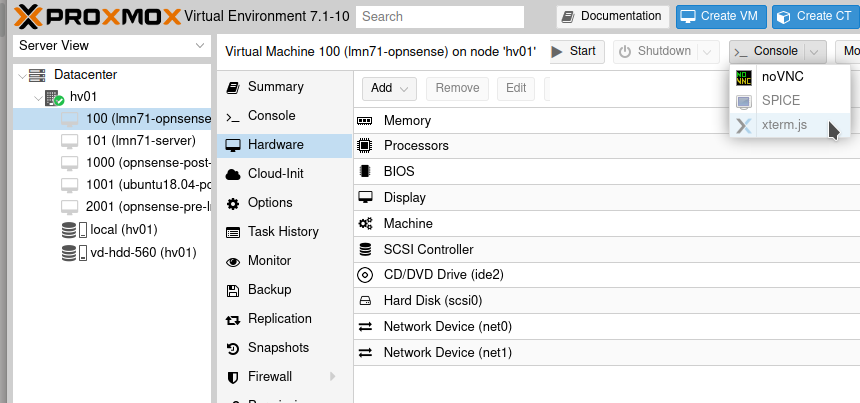 PROXMOX Virtual Environment 7.1-10 Search Documentation Create VM Create CT
Server View
Virtual Machine 100 (lmn71-opnsense) on node 'hv01' Start Shutdown >_ Console Mo
noVNC
SPICE
xterm.js
Datacenter
hv01
100 (lmn71-opnsense
101 (lmn71-server)
1000 (opnsense-post-
1001 (ubuntu18.04-po
2001 (opnsense-pre-l
local (hv01)
vd-hdd-560 (hv01)
Summary
>_ Console
Hardware
Cloud-Init
Options
Task History
Monitor
Backup
Replication
Snapshots
Firewall
Add Remove Edit
Memory
Processors
BIOS
Display
Machine
SCSI Controller
CD/DVD Drive (ide2)
Hard Disk (scsi0)
Network Device (net0)
Network Device (net1)